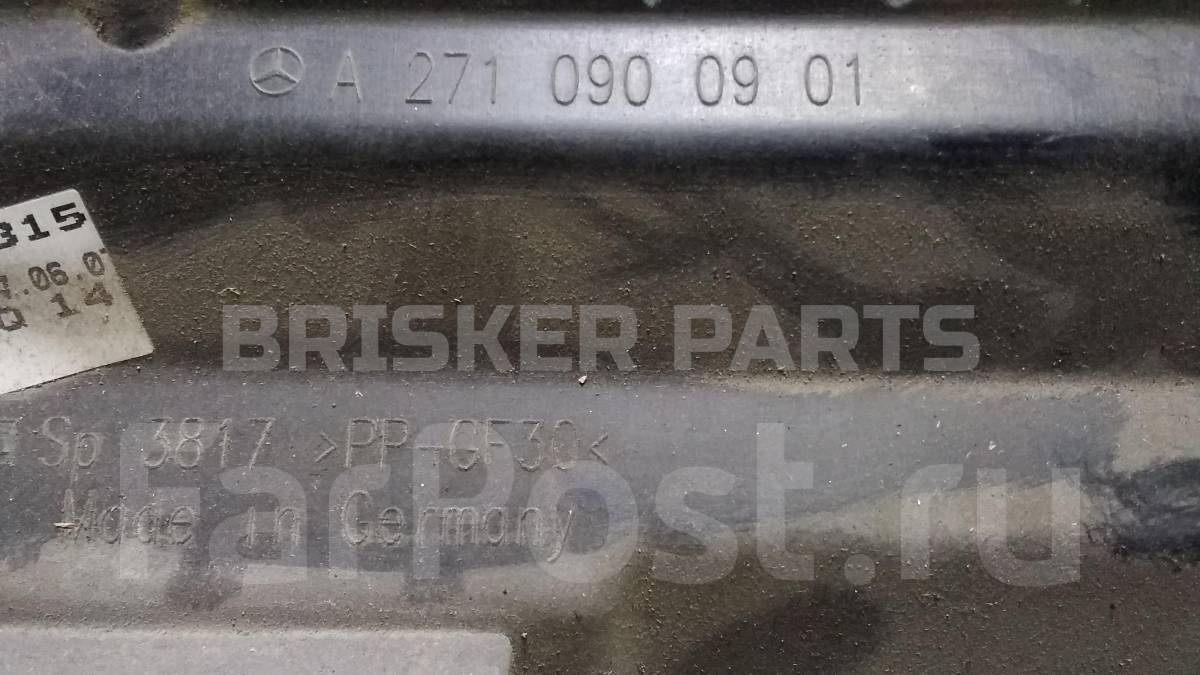 A 271 090 09 01
315
.06.0
Q 14
BRISKER PARTS
Sp 3817 >PP-GF30<
Made in Germany
FarPost.ru